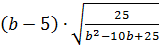 (b − 5) · √(25 / (b² − 10b + 25))